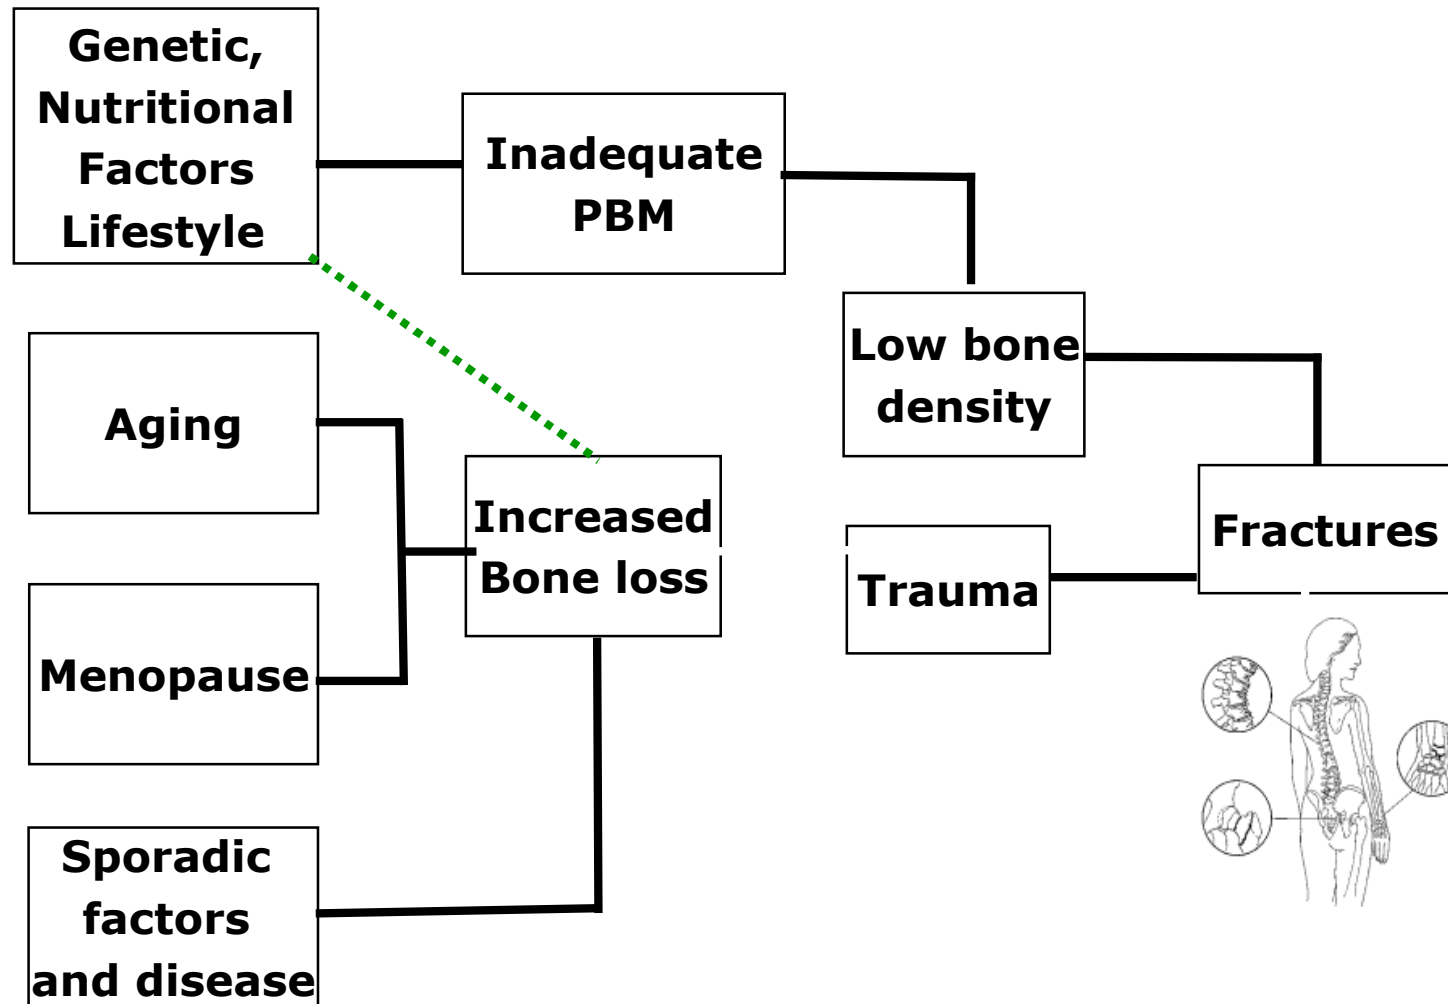 Genetic,
Nutritional
Factors
Lifestyle
Inadequate
PBM
Low bone
density
Aging
Increased
Bone loss
Fractures
Trauma
Menopause
Sporadic
factors
and disease